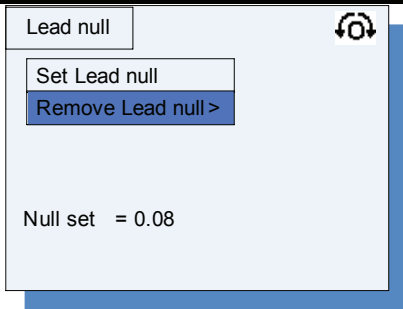 Lead null
Set Lead null
Remove Lead null >
Null set = 0.08